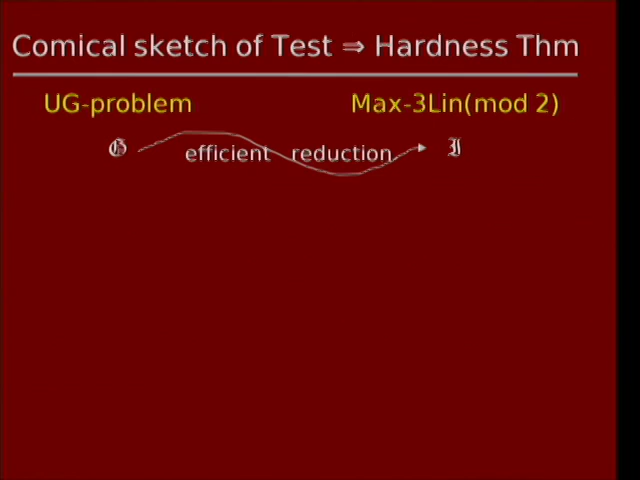 Comical sketch of Test ⇒ Hardness Thm
UG-problem Max-3Lin(mod 2)
𝔊 efficient reduction 𝔍